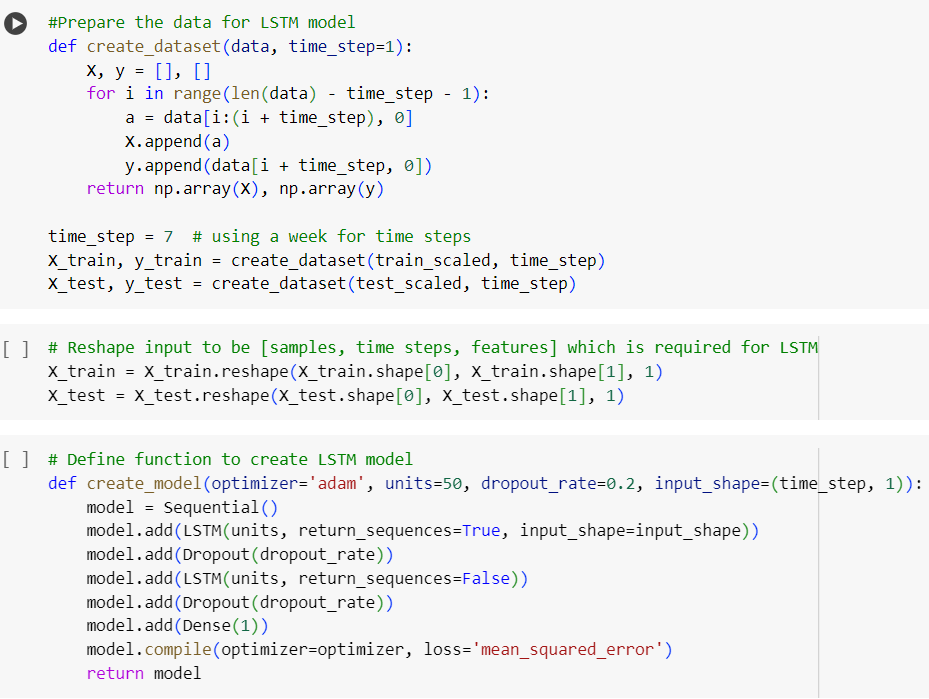 #Prepare the data for LSTM model
def create_dataset(data, time_step=1):
    X, y = [], []
    for i in range(len(data) - time_step - 1):
        a = data[i:(i + time_step), 0]
        X.append(a)
        y.append(data[i + time_step, 0])
    return np.array(X), np.array(y)

time_step = 7  # using a week for time steps
X_train, y_train = create_dataset(train_scaled, time_step)
X_test, y_test = create_dataset(test_scaled, time_step)

[ ] # Reshape input to be [samples, time steps, features] which is required for LSTM
X_train = X_train.reshape(X_train.shape[0], X_train.shape[1], 1)
X_test = X_test.reshape(X_test.shape[0], X_test.shape[1], 1)

[ ] # Define function to create LSTM model
def create_model(optimizer='adam', units=50, dropout_rate=0.2, input_shape=(time_step, 1)):
    model = Sequential()
    model.add(LSTM(units, return_sequences=True, input_shape=input_shape))
    model.add(Dropout(dropout_rate))
    model.add(LSTM(units, return_sequences=False))
    model.add(Dropout(dropout_rate))
    model.add(Dense(1))
    model.compile(optimizer=optimizer, loss='mean_squared_error')
    return model